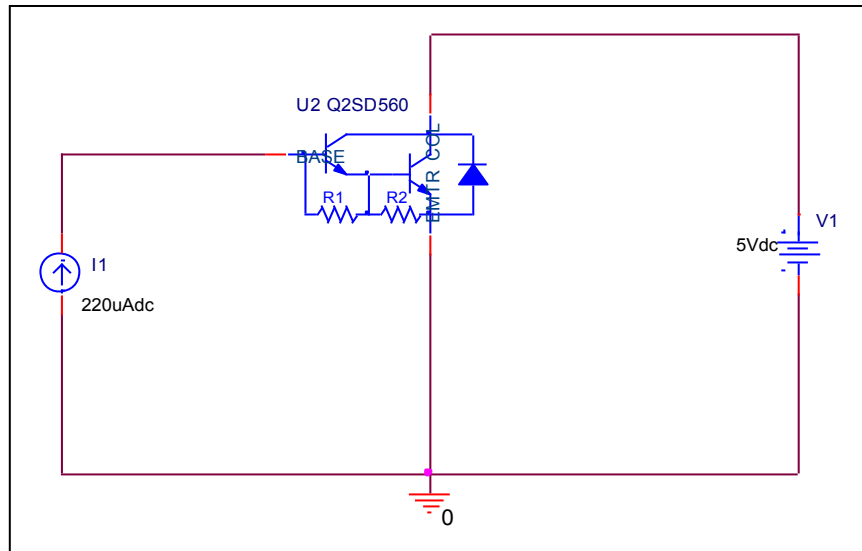 U2 Q2SD560
BASE
EMTR COL
R1
R2
I1
220uAdc
V1
5Vdc
0